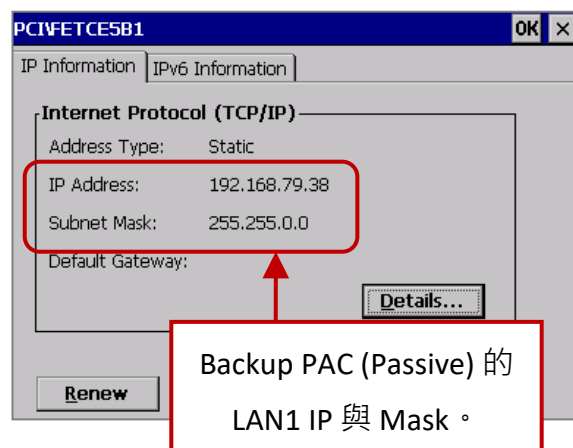 PCI\FETCE5B1 OK ×
IP Information IPv6 Information
Internet Protocol (TCP/IP)
Address Type: Static
IP Address: 192.168.79.38
Subnet Mask: 255.255.0.0
Default Gateway:
Details...
Backup PAC (Passive) 的
Renew
LAN1 IP 與 Mask。